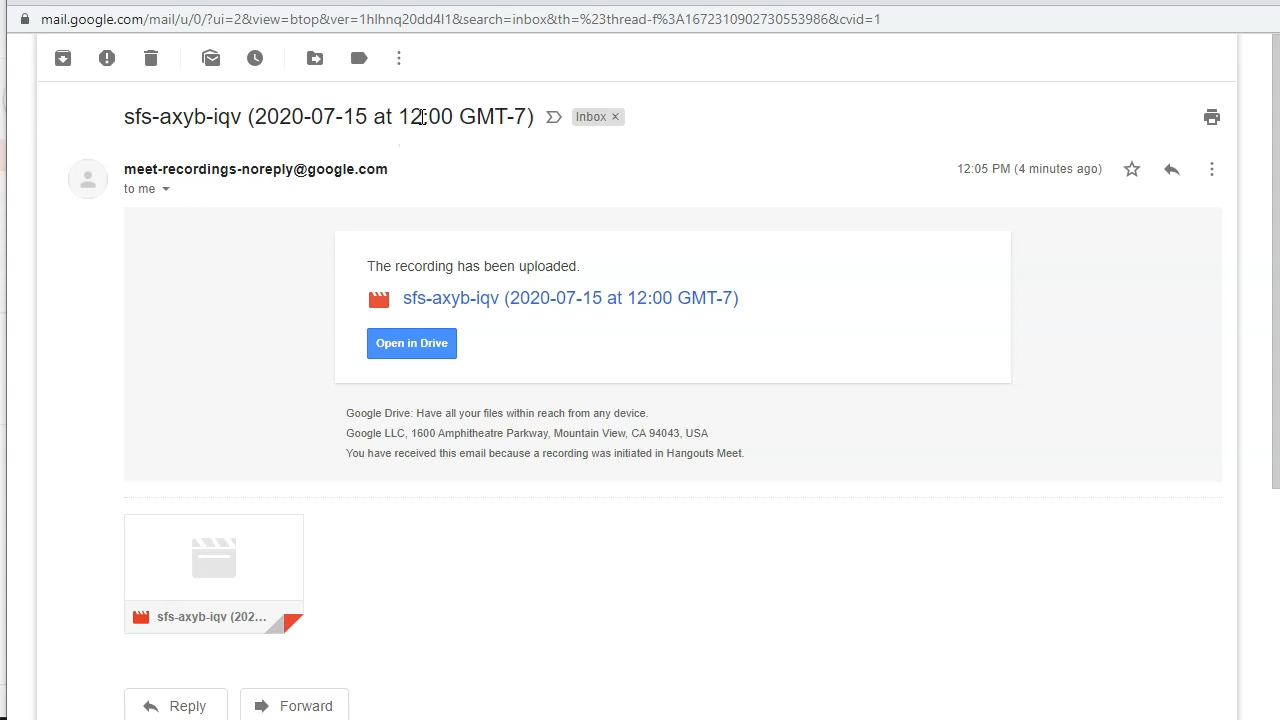 mail.google.com/mail/u/0/?ui=2&view=btop&ver=1hlhnq20dd4l1&search=inbox&th=%23thread-f%3A1672310902730553986&cvid=1
sfs-axyb-iqv (2020-07-15 at 12:00 GMT-7) Inbox ×
meet-recordings-noreply@google.com 12:05 PM (4 minutes ago)
to me
The recording has been uploaded.
sfs-axyb-iqv (2020-07-15 at 12:00 GMT-7)
Open in Drive
Google Drive: Have all your files within reach from any device.
Google LLC, 1600 Amphitheatre Parkway, Mountain View, CA 94043, USA
You have received this email because a recording was initiated in Hangouts Meet.
sfs-axyb-iqv (202...
Reply Forward